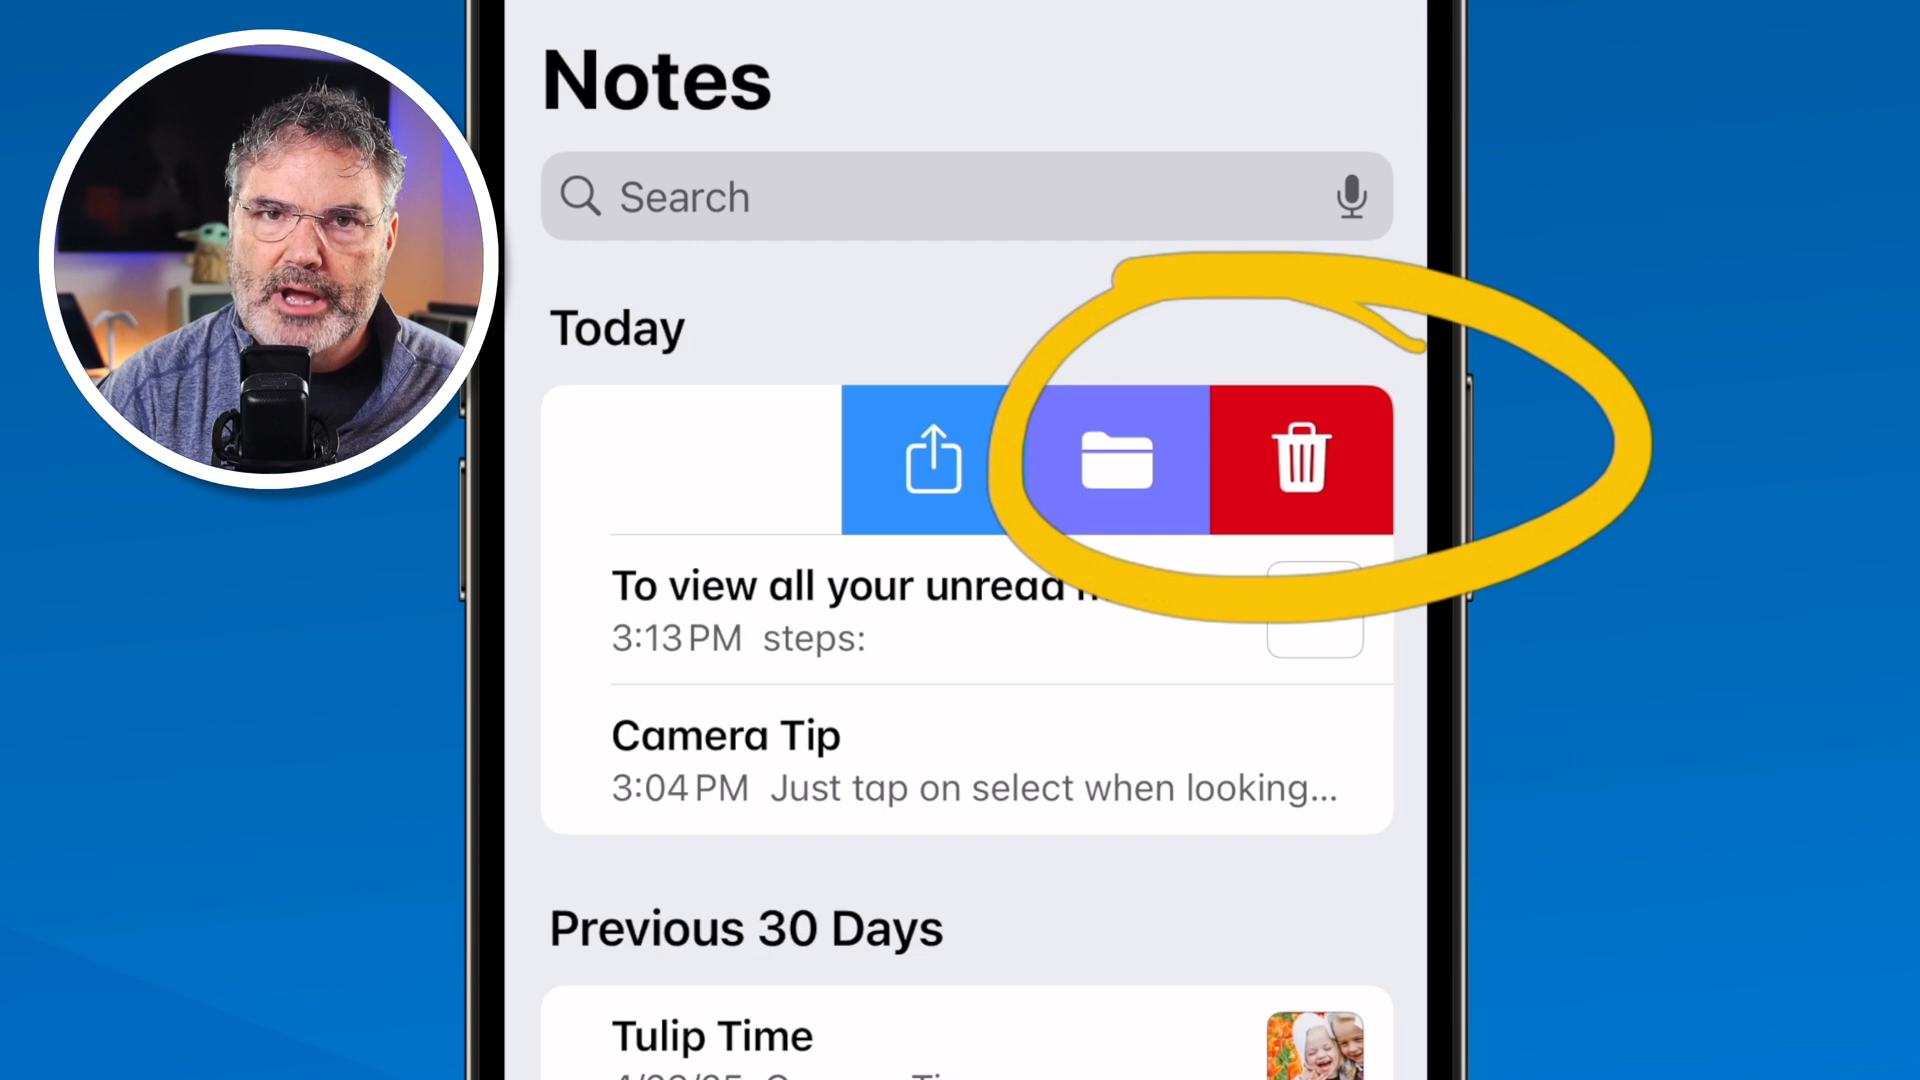 Notes
Search
Today
To view all your unread
3:13 PM steps:
Camera Tip
3:04 PM Just tap on select when looking...
Previous 30 Days
Tulip Time